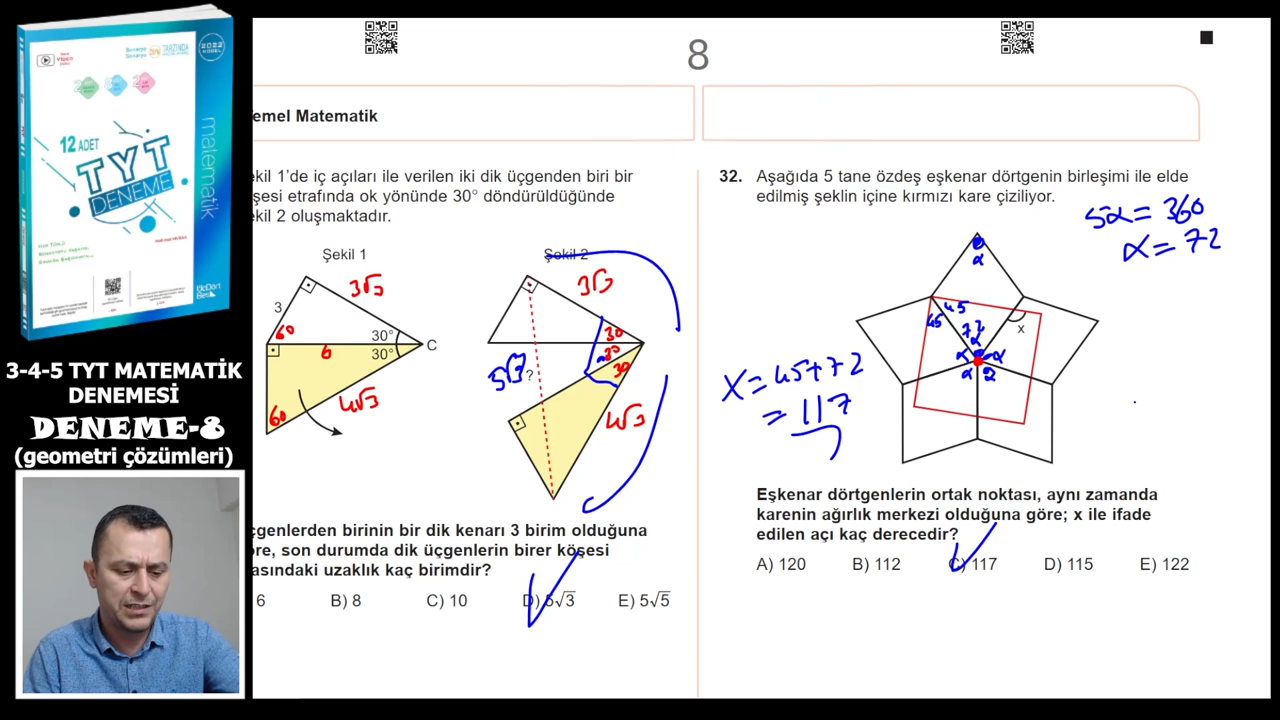 2022
MODEL
TARZINDA
12 ADET
TYT
DENEME
matematik
3-4-5 TYT MATEMATİK
DENEMESİ
DENEME-8
(geometri çözümleri)
8
emel Matematik
ekil 1'de iç açıları ile verilen iki dik üçgenden biri bir
şesi etrafında ok yönünde 30° döndürüldüğünde
ekil 2 oluşmaktadır.
Şekil 1
Şekil 2
3
3√3
60
30°
6
30°
C
60
4√3
3√3
30
30
5√3
?
4√3
çgenlerden birinin bir dik kenarı 3 birim olduğuna
re, son durumda dik üçgenlerin birer köşesi
asındaki uzaklık kaç birimdir?
6
B) 8
C) 10
D) 5√3
E) 5√5
32. Aşağıda 5 tane özdeş eşkenar dörtgenin birleşimi ile elde
edilmiş şeklin içine kırmızı kare çiziliyor.
5α = 360
α = 72
α
45
45
72
x
α
α
α
X = 45+72
= 117
Eşkenar dörtgenlerin ortak noktası, aynı zamanda
karenin ağırlık merkezi olduğuna göre; x ile ifade
edilen açı kaç derecedir?
A) 120
B) 112
C) 117
D) 115
E) 122